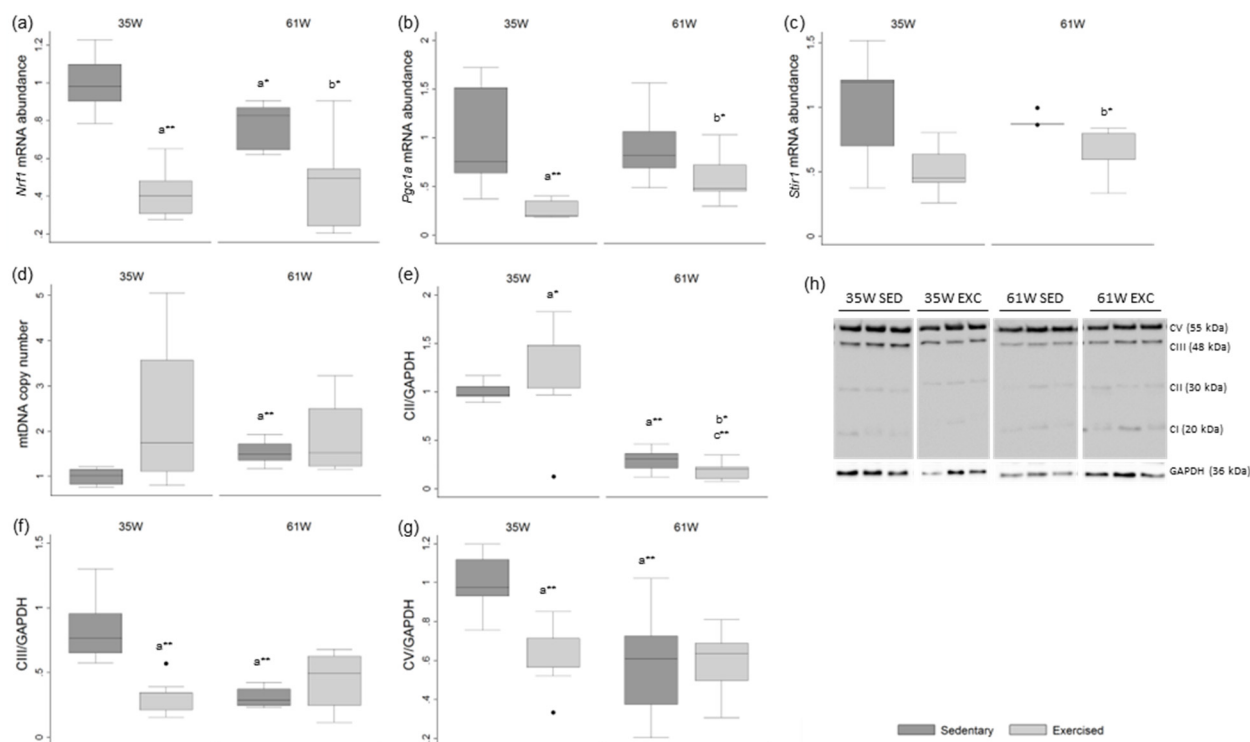 (a)
35W
61W
Nrf1 mRNA abundance
1.2
1
.8
.6
.4
.2
a**
a*
b*
(b)
35W
61W
Pgc1a mRNA abundance
2
1.5
1
.5
0
a**
b*
(c)
35W
61W
Stir1 mRNA abundance
1.5
1
.5
0
b*
(d)
35W
61W
mtDNA copy number
5
4
3
2
1
a**
(e)
35W
61W
CII/GAPDH
2
1.5
1
.5
0
a*
a**
b*
c**
(h)
35W SED
35W EXC
61W SED
61W EXC
CV (55 kDa)
CIII (48 kDa)
CII (30 kDa)
CI (20 kDa)
GAPDH (36 kDa)
(f)
35W
61W
CIII/GAPDH
1.5
1
.5
0
a**
a**
(g)
35W
61W
CV/GAPDH
1.2
1
.8
.6
.4
.2
a**
a**
Sedentary
Exercised